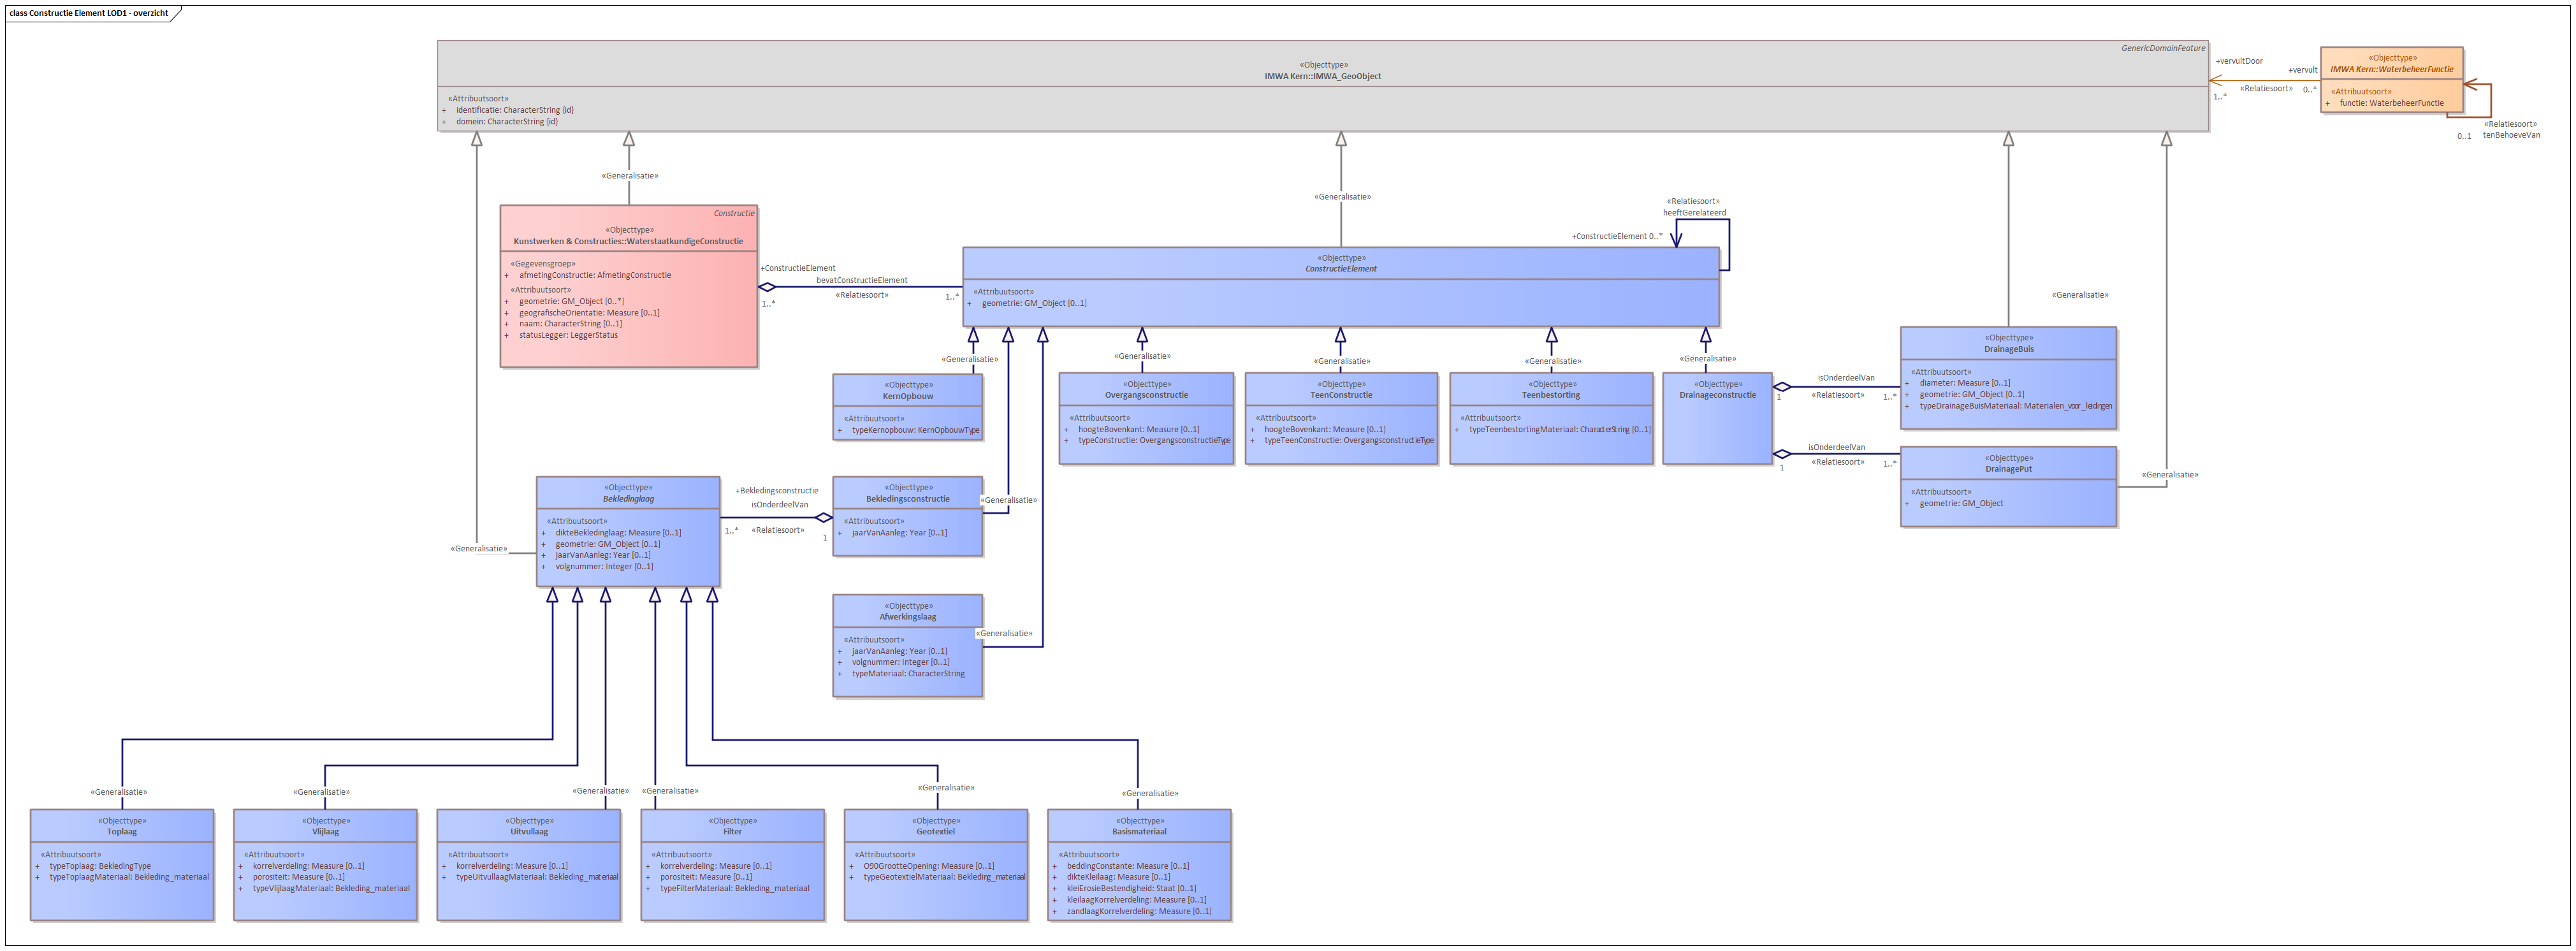 class Constructie Element LOD1 - overzicht
GenericDomainFeature
«Objecttype»
IMWA Kern::IMWA_GeoObject
«Attribuutsoort»
+ identificatie: CharacterString {id}
+ domein: CharacterString {id}
+vervultDoor
+vervult
«Relatiesoort»
1..*
0..*
«Objecttype»
IMWA Kern::WaterbeheerFunctie
«Attribuutsoort»
+ functie: WaterbeheerFunctie
0..1
«Relatiesoort»
tenBehoeveVan
«Generalisatie»
«Generalisatie»
«Generalisatie»
«Generalisatie»
«Generalisatie»
Constructie
«Objecttype»
Kunstwerken & Constructies::WaterstaatkundigeConstructie
«Gegevensgroep»
+ afmetingConstructie: AfmetingConstructie
«Attribuutsoort»
+ geometrie: GM_Object [0..*]
+ geografischeOrientatie: Measure [0..1]
+ naam: CharacterString [0..1]
+ statusLegger: LeggerStatus
+ConstructieElement
bevatConstructieElement
1..*
«Relatiesoort»
1..*
«Relatiesoort»
heeftGerelateerd
+ConstructieElement 0..*
«Objecttype»
ConstructieElement
«Attribuutsoort»
+ geometrie: GM_Object [0..1]
«Generalisatie»
«Generalisatie»
«Generalisatie»
«Generalisatie»
«Generalisatie»
«Objecttype»
KernOpbouw
«Attribuutsoort»
+ typeKernopbouw: KernOpbouwType
«Objecttype»
Overgangsconstructie
«Attribuutsoort»
+ hoogteBovenkant: Measure [0..1]
+ typeConstructie: OvergangsconstructieType
«Objecttype»
TeenConstructie
«Attribuutsoort»
+ hoogteBovenkant: Measure [0..1]
+ typeTeenConstructie: OvergangsconstructieType
«Objecttype»
Teenbestorting
«Attribuutsoort»
+ typeTeenbestortingMateriaal: CharacterString [0..1]
«Objecttype»
Drainageconstructie
isOnderdeelVan
1
«Relatiesoort»
1..*
isOnderdeelVan
1
«Relatiesoort»
1..*
«Objecttype»
DrainageBuis
«Attribuutsoort»
+ diameter: Measure [0..1]
+ geometrie: GM_Object [0..1]
+ typeDrainageBuisMateriaal: Materialen_voor_leidingen
«Objecttype»
DrainagePut
«Attribuutsoort»
+ geometrie: GM_Object
«Objecttype»
Bekledinglaag
«Attribuutsoort»
+ dikteBekledinglaag: Measure [0..1]
+ geometrie: GM_Object [0..1]
+ jaarVanAanleg: Year [0..1]
+ volgnummer: Integer [0..1]
+Bekledingsconstructie
isOnderdeelVan
1..*
«Relatiesoort»
1
«Objecttype»
Bekledingsconstructie
«Attribuutsoort»
+ jaarVanAanleg: Year [0..1]
«Generalisatie»
«Objecttype»
Afwerkingslaag
«Attribuutsoort»
+ jaarVanAanleg: Year [0..1]
+ volgnummer: Integer [0..1]
+ typeMateriaal: CharacterString
«Generalisatie»
«Generalisatie»
«Generalisatie»
«Generalisatie»
«Generalisatie»
«Generalisatie»
«Generalisatie»
«Objecttype»
Toplaag
«Attribuutsoort»
+ typeToplaag: BekledingType
+ typeToplaagMateriaal: Bekleding_materiaal
«Objecttype»
Vlijlaag
«Attribuutsoort»
+ korrelverdeling: Measure [0..1]
+ porositeit: Measure [0..1]
+ typeVlijlaagMateriaal: Bekleding_materiaal
«Objecttype»
Uitvullaag
«Attribuutsoort»
+ korrelverdeling: Measure [0..1]
+ typeUitvullaagMateriaal: Bekleding_materiaal
«Objecttype»
Filter
«Attribuutsoort»
+ korrelverdeling: Measure [0..1]
+ porositeit: Measure [0..1]
+ typeFilterMateriaal: Bekleding_materiaal
«Objecttype»
Geotextiel
«Attribuutsoort»
+ O90GrootteOpening: Measure [0..1]
+ typeGeotextielMateriaal: Bekleding_materiaal
«Objecttype»
Basismateriaal
«Attribuutsoort»
+ beddingConstante: Measure [0..1]
+ dikteKleilaag: Measure [0..1]
+ kleiErosieBestendigheid: Staat [0..1]
+ kleilaagKorrelverdeling: Measure [0..1]
+ zandlaagKorrelverdeling: Measure [0..1]